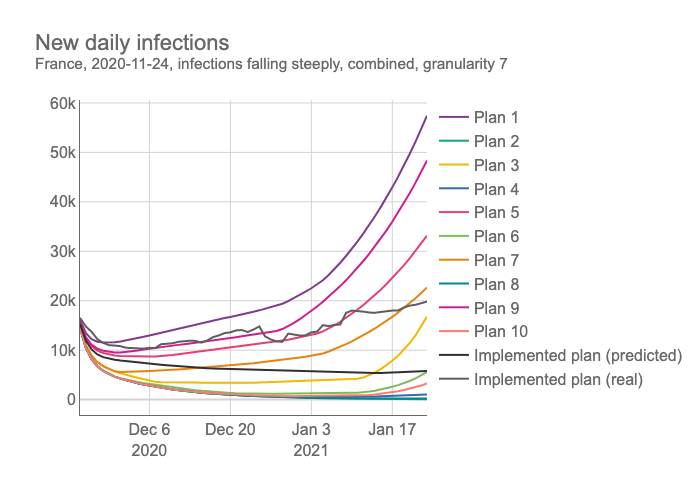 New daily infections
France, 2020-11-24, infections falling steeply, combined, granularity 7
60k
50k
40k
30k
20k
10k
0
Dec 6
2020
Dec 20
Jan 3
2021
Jan 17
Plan 1
Plan 2
Plan 3
Plan 4
Plan 5
Plan 6
Plan 7
Plan 8
Plan 9
Plan 10
Implemented plan (predicted)
Implemented plan (real)